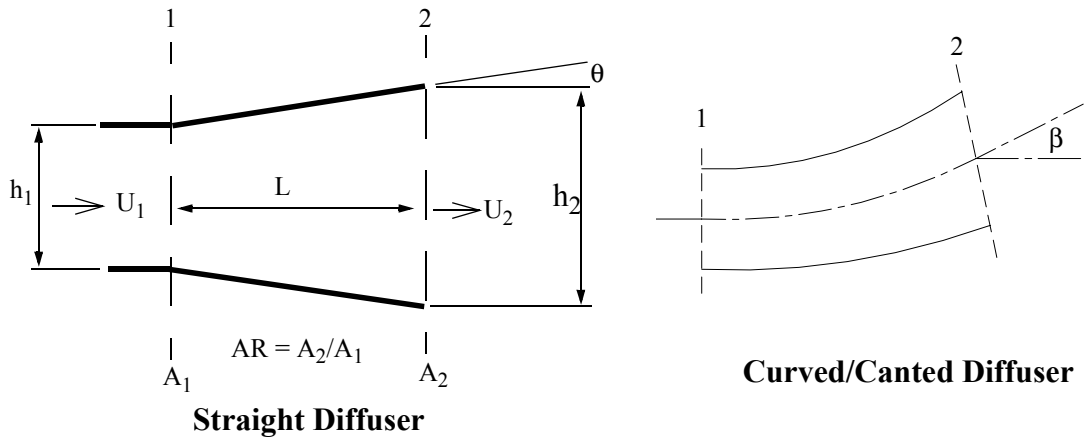 1
2
θ
h₁
U₁
L
U₂
h₂
AR = A₂/A₁
A₁
A₂
Straight Diffuser
1
2
β
Curved/Canted Diffuser